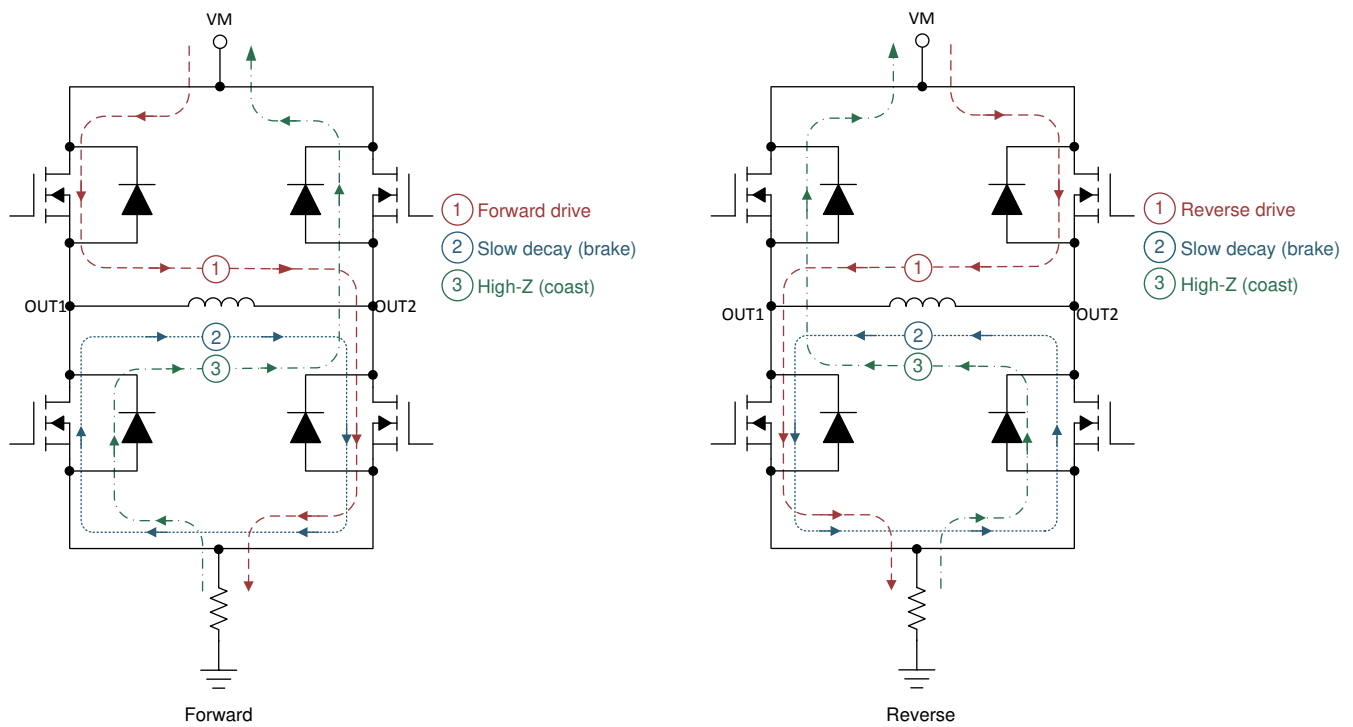 VM
1 Forward drive
2 Slow decay (brake)
3 High-Z (coast)
1
OUT1
OUT2
2
3
Forward
VM
1 Reverse drive
2 Slow decay (brake)
3 High-Z (coast)
1
OUT1
OUT2
2
3
Reverse